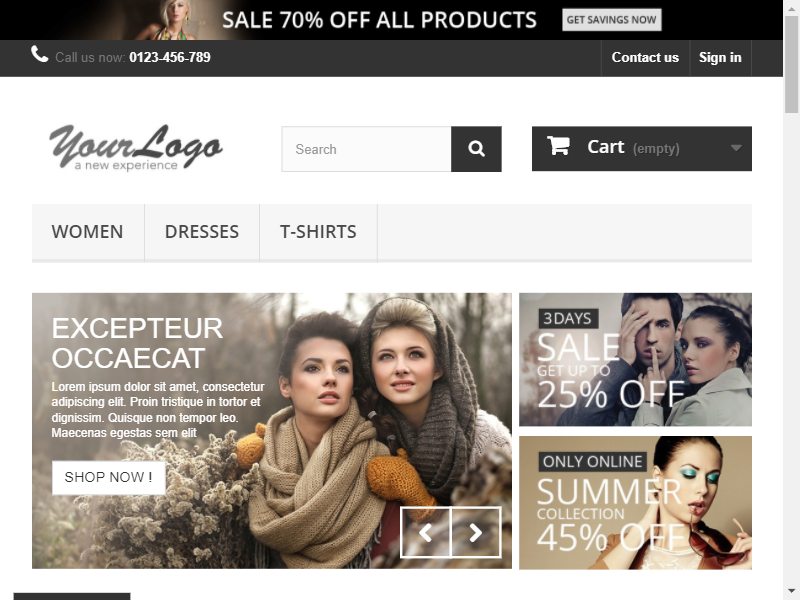 SALE 70% OFF ALL PRODUCTS GET SAVINGS NOW
Call us now: 0123-456-789 Contact us Sign in
YourLogo
a new experience
Search
Cart (empty)
WOMEN DRESSES T-SHIRTS
EXCEPTEUR
OCCAECAT
Lorem ipsum dolor sit amet, consectetur
adipiscing elit. Proin tristique in tortor et
dignissim. Quisque non tempor leo.
Maecenas egestas sem elit
SHOP NOW !
3DAYS
SALE
GET UP TO
25% OFF
ONLY ONLINE
SUMMER
COLLECTION
45% OFF